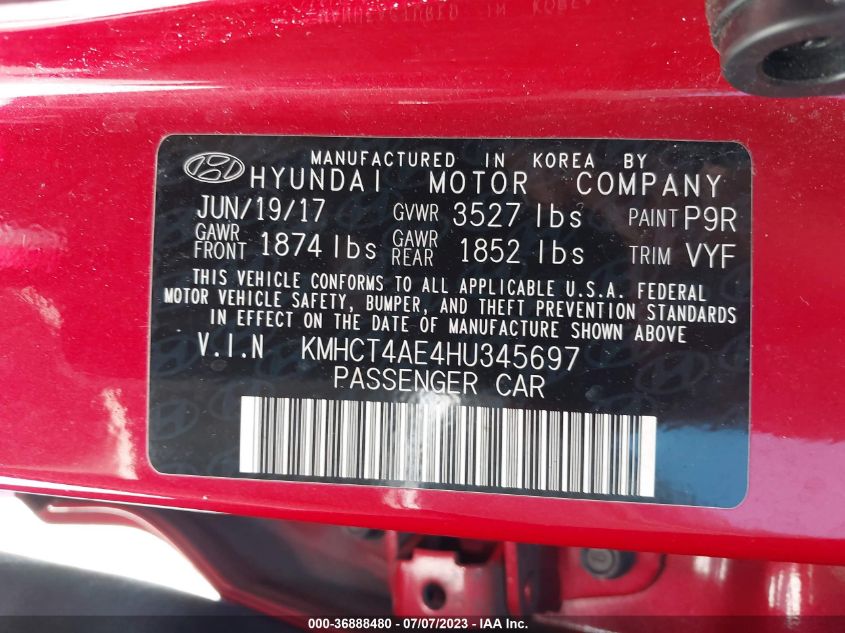 MANUFACTURED IN KOREA BY
HYUNDAI MOTOR COMPANY
JUN/19/17 GVWR 3527 lbs PAINT P9R
GAWR FRONT 1874 lbs GAWR REAR 1852 lbs TRIM VYF
THIS VEHICLE CONFORMS TO ALL APPLICABLE U.S.A. FEDERAL
MOTOR VEHICLE SAFETY, BUMPER, AND THEFT PREVENTION STANDARDS
IN EFFECT ON THE DATE OF MANUFACTURE SHOWN ABOVE
V.I.N KMHCT4AE4HU345697
PASSENGER CAR
000-36888480 - 07/07/2023 - IAA Inc.